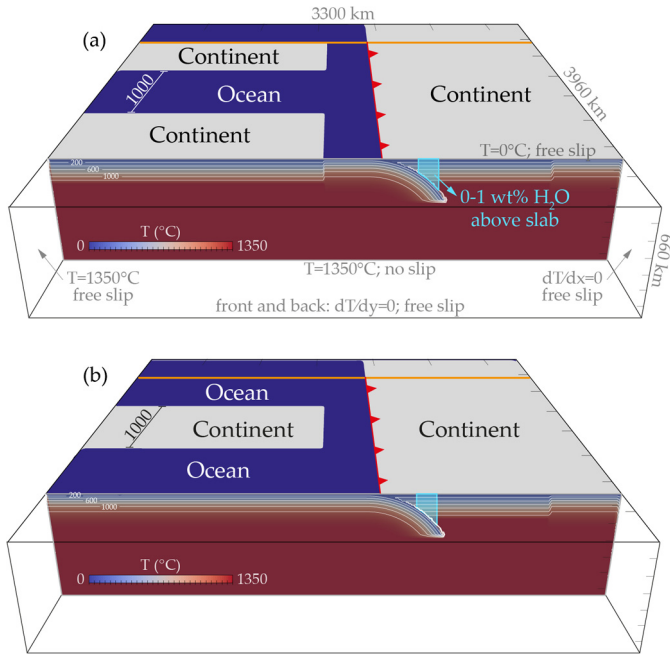 3300 km
(a)
Continent
1000
Ocean
Continent
Continent
3960 km
T=0°C; free slip
200
600
1000
0-1 wt% H2O
above slab
T (°C)
0
1350
T=1350°C
free slip
T=1350°C; no slip
dT/dx=0
free slip
660 km
front and back: dT/dy=0; free slip
(b)
Ocean
1000
Continent
Continent
Ocean
200
600
1000
T (°C)
0
1350